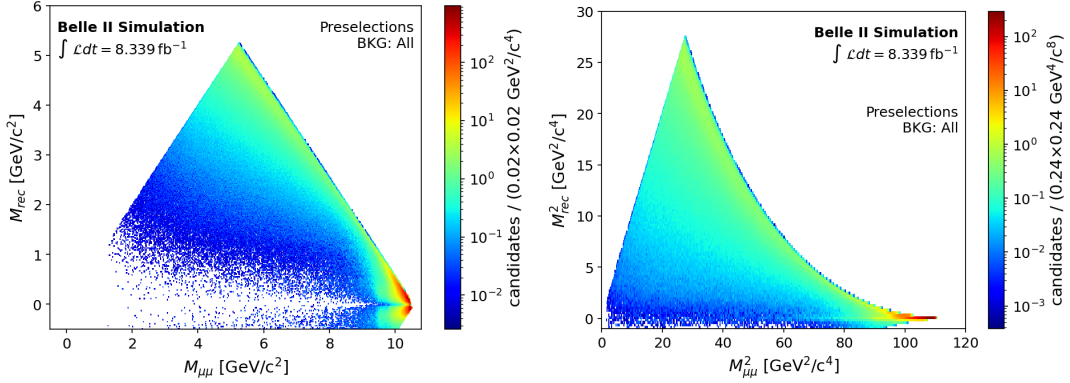 Belle II Simulation
∫ ℒdt = 8.339 fb⁻¹
Preselections
BKG: All
6
5
4
3
2
1
0
M_rec [GeV/c²]
0 2 4 6 8 10
M_μμ [GeV/c²]
10²
10¹
10⁰
10⁻¹
10⁻²
candidates / (0.02×0.02 GeV²/c⁴)
Belle II Simulation
∫ ℒdt = 8.339 fb⁻¹
Preselections
BKG: All
30
25
20
15
10
5
0
M²_rec [GeV²/c⁴]
0 20 40 60 80 100 120
M²_μμ [GeV²/c⁴]
10²
10¹
10⁰
10⁻¹
10⁻²
10⁻³
candidates / (0.24×0.24 GeV⁴/c⁸)